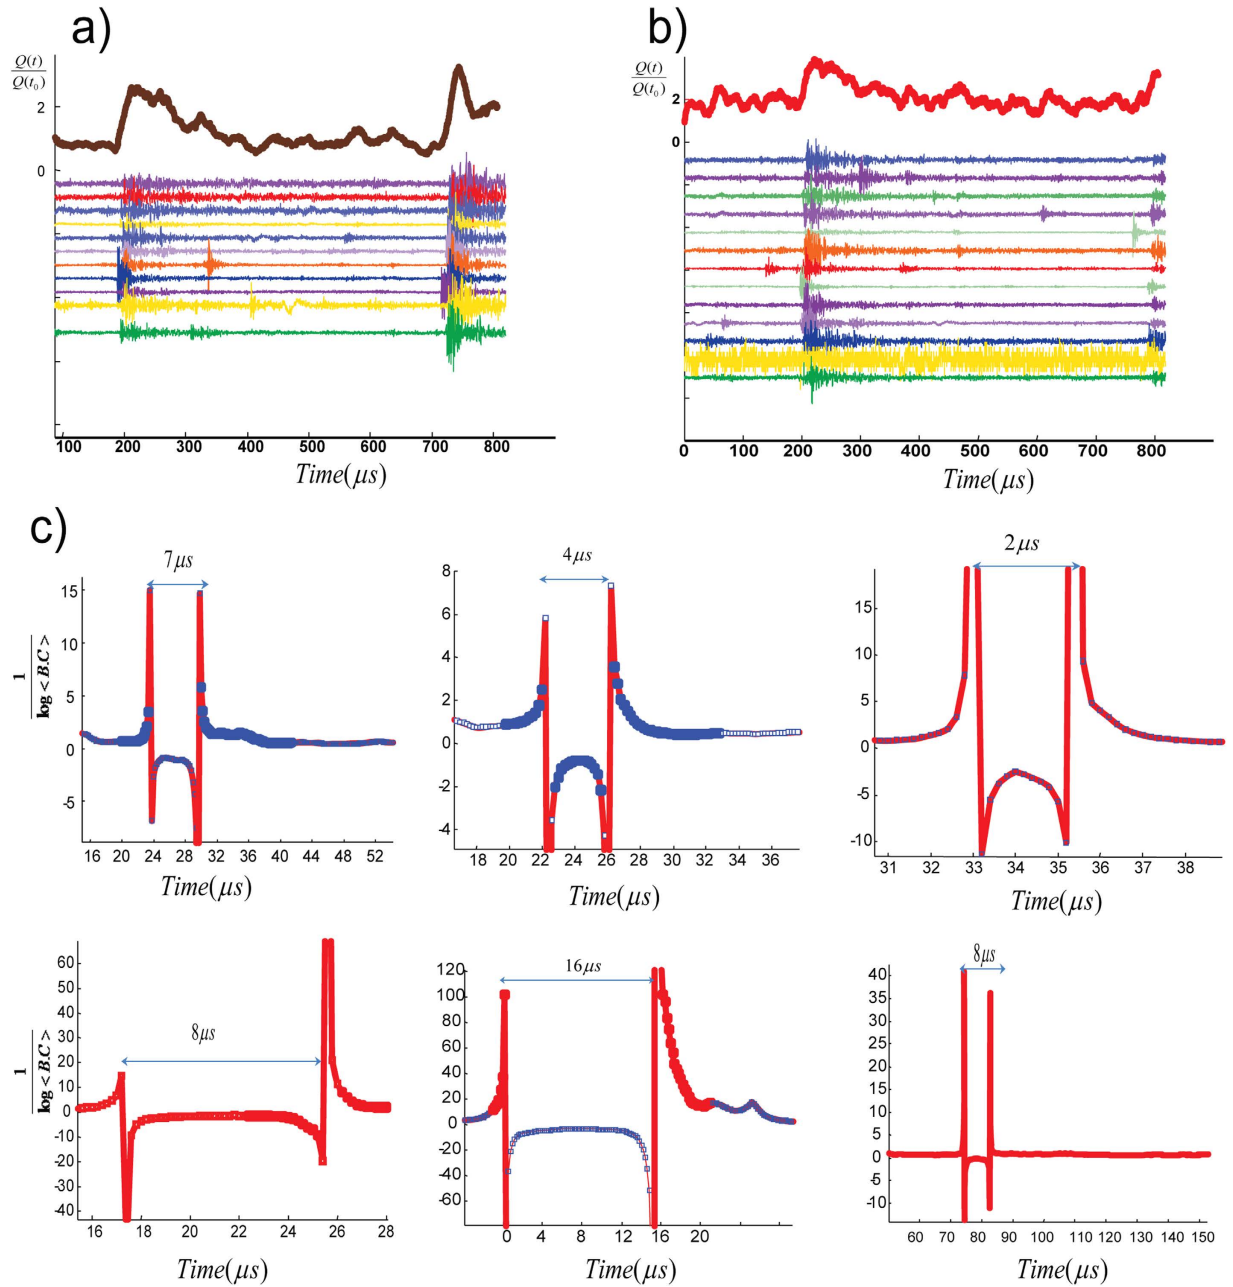 a)
Q(t)
Q(t₀)
2
0
100 200 300 400 500 600 700 800
Time(μs)
b)
Q(t)
Q(t₀)
2
0
0 100 200 300 400 500 600 700 800
Time(μs)
c)
7μs
15
10
5
0
-5
1
log < B.C >
16 20 24 28 32 36 40 44 48 52
Time(μs)
4μs
8
6
4
2
0
-2
-4
18 20 22 24 26 28 30 32 34 36
Time(μs)
2μs
15
10
5
0
-5
-10
31 32 33 34 35 36 37 38
Time(μs)
8μs
60
50
40
30
20
10
0
-10
-20
-30
-40
1
log < B.C >
16 18 20 22 24 26 28
Time(μs)
16μs
120
100
80
60
40
20
0
-20
-40
-60
0 4 8 12 16 20
Time(μs)
8μs
40
35
30
25
20
15
10
5
0
-5
-10
60 70 80 90 100 110 120 130 140 150
Time(μs)